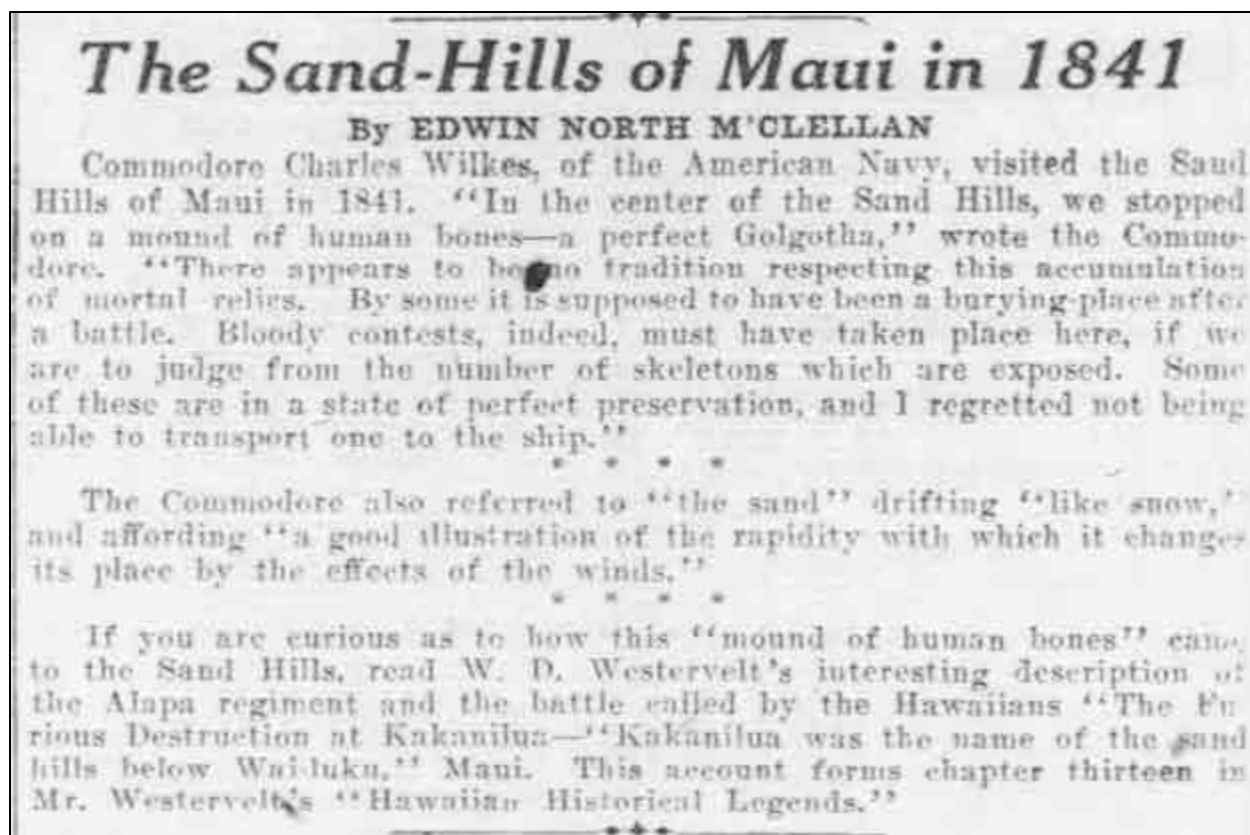 The Sand-Hills of Maui in 1841
By EDWIN NORTH M'CLELLAN
Commodore Charles Wilkes, of the American Navy, visited the Sand
Hills of Maui in 1841. "In the center of the Sand Hills, we stopped
on a mound of human bones—a perfect Golgotha," wrote the Commo-
dore. "There appears to be no tradition respecting this accumulation
of mortal relics. By some it is supposed to have been a burying-place after
a battle. Bloody contests, indeed, must have taken place here, if we
are to judge from the number of skeletons which are exposed. Some
of these are in a state of perfect preservation, and I regretted not being
able to transport one to the ship."
* * * *
The Commodore also referred to "the sand" drifting "like snow,"
and affording "a good illustration of the rapidity with which it changes
its place by the effects of the winds."
* * * *
If you are curious as to how this "mound of human bones" came
to the Sand Hills, read W. D. Westervelt's interesting description of
the Alapa regiment and the battle called by the Hawaiians "The Fu-
rious Destruction at Kakanilua—"Kakanilua was the name of the sand
hills below Wai-luku," Maui. This account forms chapter thirteen in
Mr. Westervelt's "Hawaiian Historical Legends."